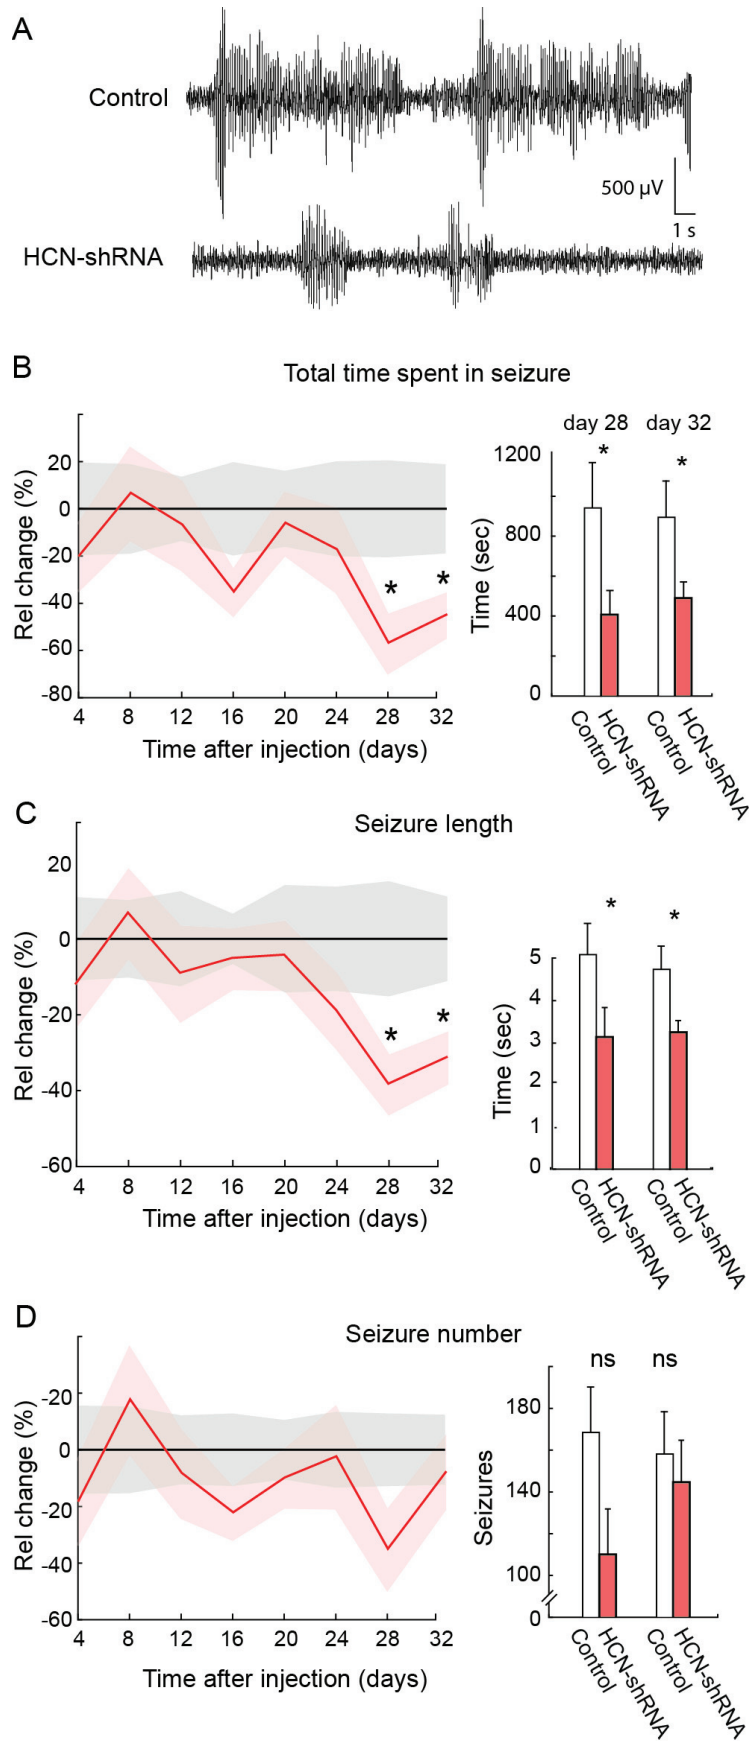 A
Control
500 µV
1 s
HCN-shRNA
B
Total time spent in seizure
Rel change (%)
20
0
-20
-40
-60
-80
4 8 12 16 20 24 28 32
Time after injection (days)
* *
day 28 day 32
* *
Time (sec)
1200
800
400
0
Control
HCN-shRNA
Control
HCN-shRNA
C
Seizure length
Rel change (%)
20
0
-20
-40
-60
4 8 12 16 20 24 28 32
Time after injection (days)
* *
* *
Time (sec)
5
4
3
2
1
0
Control
HCN-shRNA
Control
HCN-shRNA
D
Seizure number
Rel change (%)
-20
0
-20
-40
-60
4 8 12 16 20 24 28 32
Time after injection (days)
ns ns
Seizures
180
140
100
0
Control
HCN-shRNA
Control
HCN-shRNA